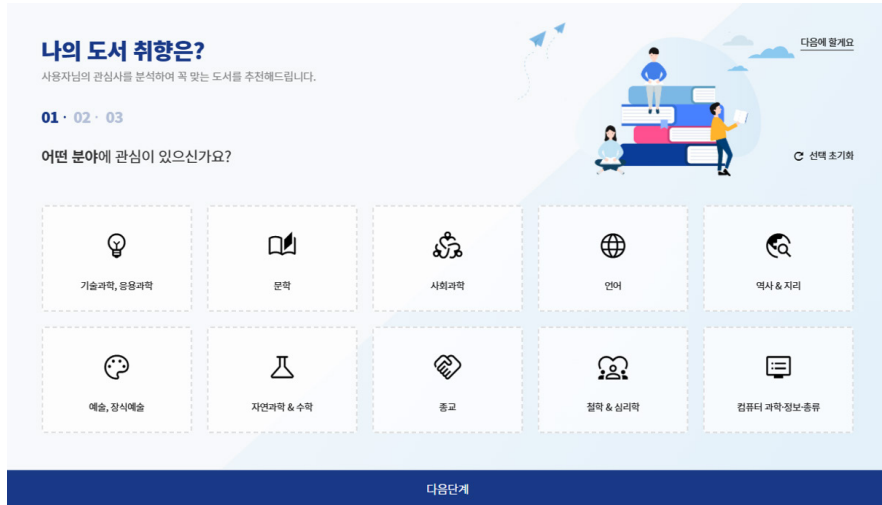 나의 도서 취향은?
다음에 할게요
사용자님의 관심사를 분석하여 꼭 맞는 도서를 추천해드립니다.
01 · 02 · 03
어떤 분야에 관심이 있으신가요?
선택 초기화
기술과학, 응용과학
문학
사회과학
언어
역사 & 지리
예술, 장식예술
자연과학 & 수학
종교
철학 & 심리학
컴퓨터 과학·정보·총류
다음단계